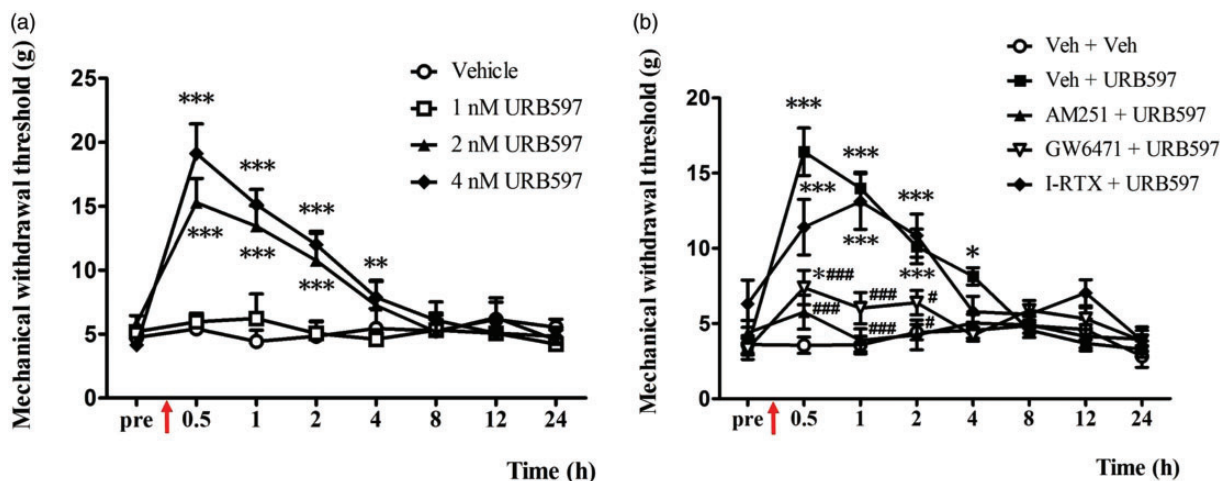 (a)
Mechanical withdrawal threshold (g)
25
20
15
10
5
0
Vehicle
1 nM URB597
2 nM URB597
4 nM URB597
***
***
***
***
***
***
**
pre
0.5
1
2
4
8
12
24
Time (h)
(b)
Mechanical withdrawal threshold (g)
20
15
10
5
0
Veh + Veh
Veh + URB597
AM251 + URB597
GW6471 + URB597
I-RTX + URB597
***
***
***
***
*
***
***
*###
###
#
###
###
#
pre
0.5
1
2
4
8
12
24
Time (h)